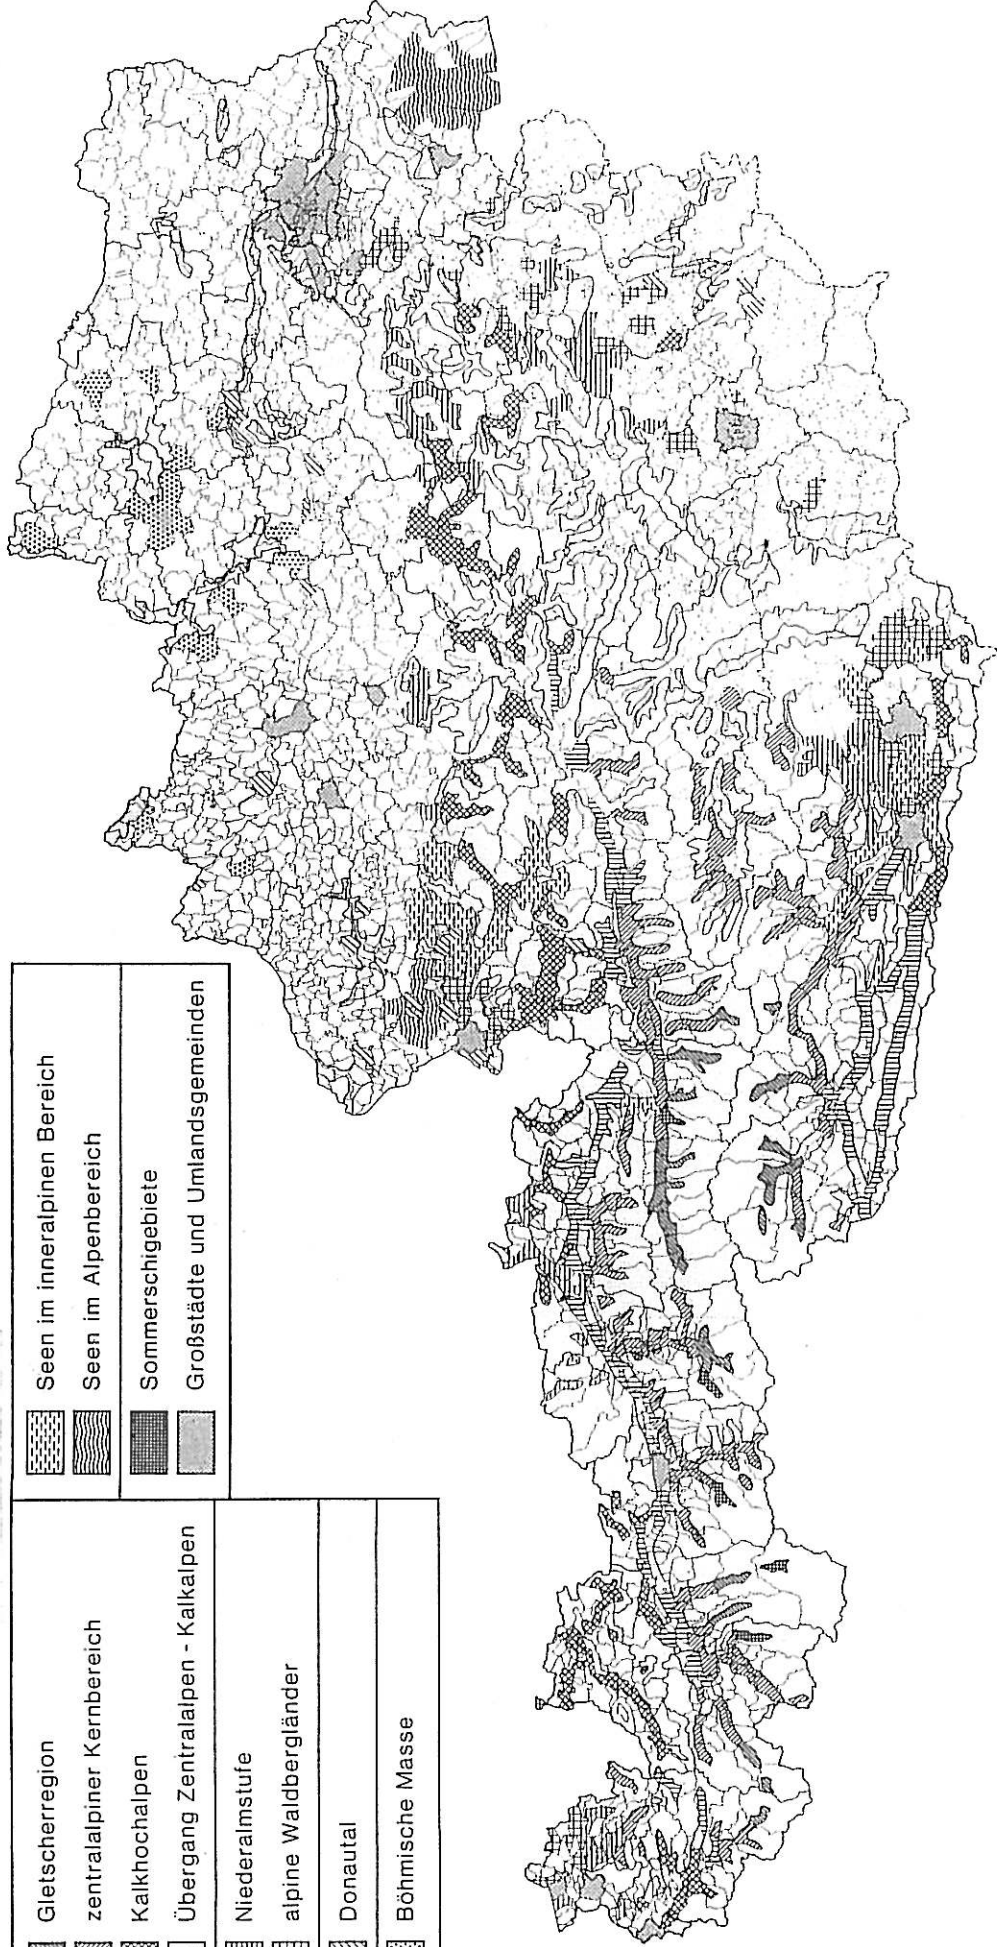 Gletscherregion
zentralalpiner Kernbereich
Kalkhochalpen
Übergang Zentralalpen - Kalkalpen
Niederalmstufe
alpine Waldbergländer
Donautal
Böhmische Masse
Seen im inneralpinen Bereich
Seen im Alpenbereich
Sommerschigebiete
Großstädte und Umlandsgemeinden